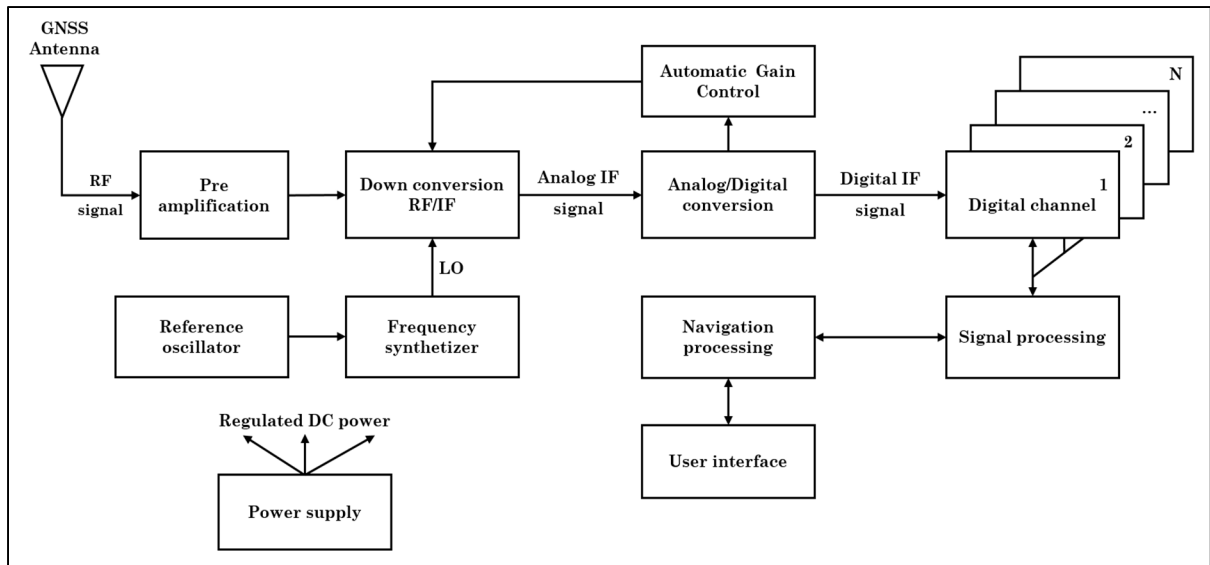 GNSS
Antenna
RF
signal
Pre
amplification
Down conversion
RF/IF
Analog IF
signal
Automatic Gain
Control
Analog/Digital
conversion
Digital IF
signal
N
...
2
1
Digital channel
LO
Reference
oscillator
Frequency
synthetizer
Navigation
processing
Signal processing
User interface
Regulated DC power
Power supply